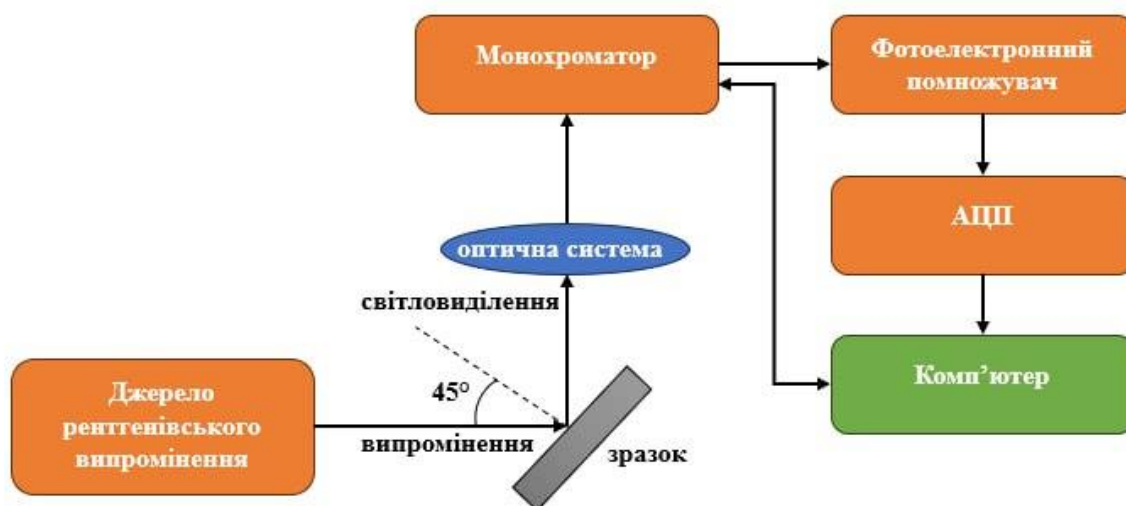 Монохроматор
Фотоелектронний
помножувач
АЦП
оптична система
світловиділення
Комп’ютер
45°
Джерело
рентгенівського
випромінення
випромінення
зразок